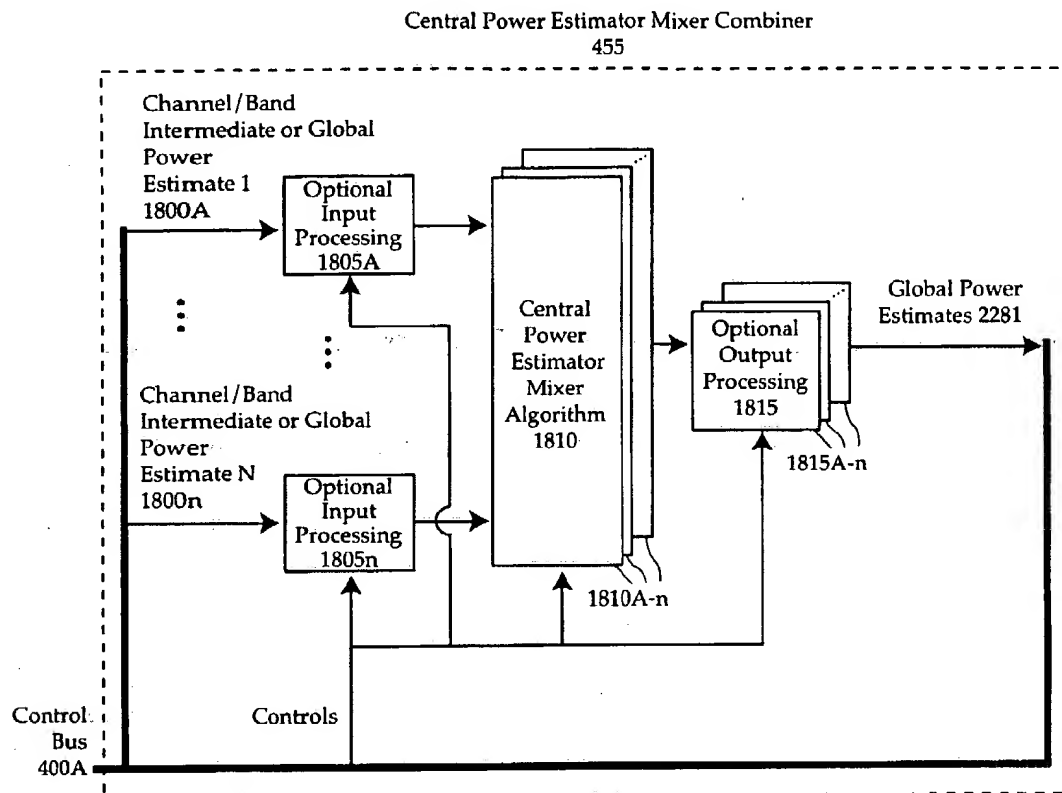 Central Power Estimator Mixer Combiner
455
Channel/Band
Intermediate or Global
Power
Estimate 1
1800A
Optional
Input
Processing
1805A
Central
Power
Estimator
Mixer
Algorithm
1810
Optional
Output
Processing
1815
Global Power
Estimates 2281
Channel/Band
Intermediate or Global
Power
Estimate N
1800n
Optional
Input
Processing
1805n
1815A-n
1810A-n
Controls
Control
Bus
400A